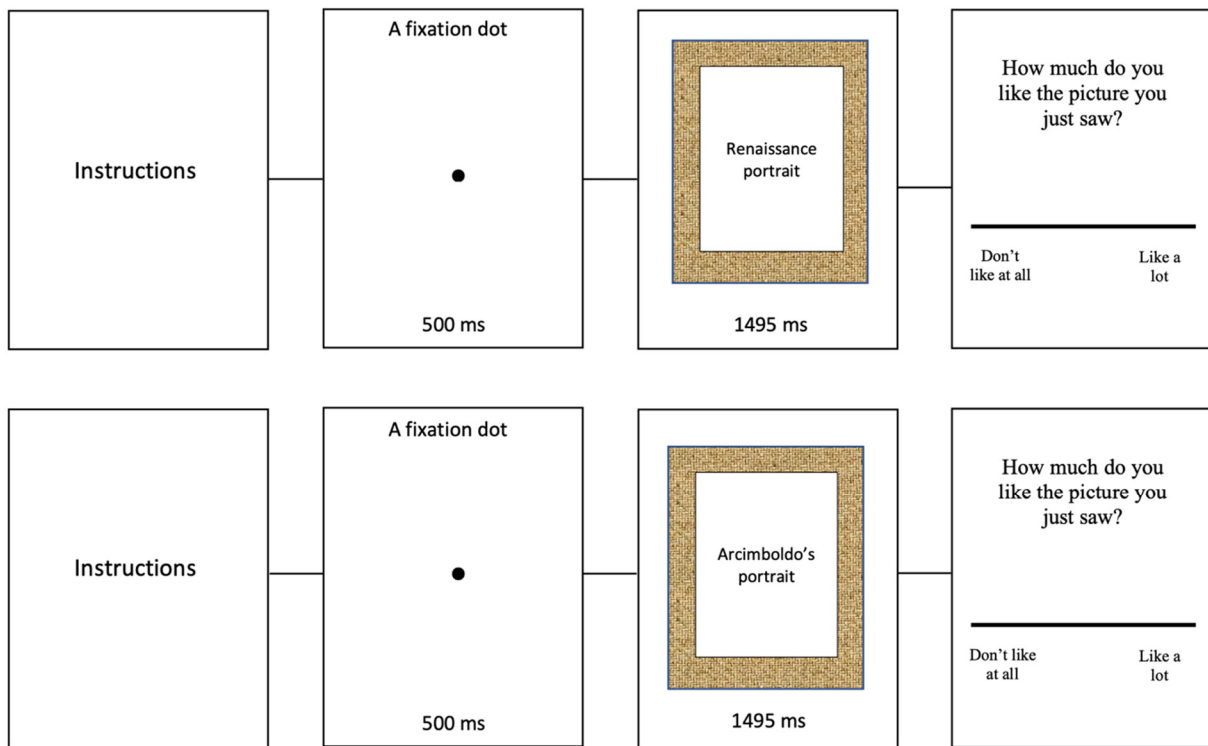 Instructions
A fixation dot
500 ms
Renaissance
portrait
1495 ms
How much do you
like the picture you
just saw?
Don’t
like at all
Like a
lot
Instructions
A fixation dot
500 ms
Arcimboldo’s
portrait
1495 ms
How much do you
like the picture you
just saw?
Don’t like
at all
Like a
lot